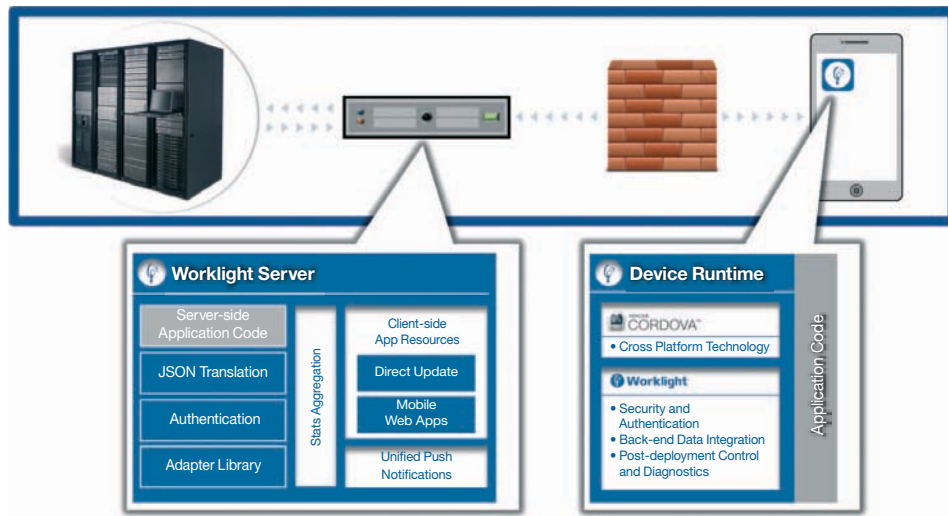 Worklight Server
Server-side
Application Code
JSON Translation
Authentication
Adapter Library
Stats Aggregation
Client-side
App Resources
Direct Update
Mobile
Web Apps
Unified Push
Notifications
Device Runtime
APACHE
CORDOVA™
• Cross Platform Technology
Worklight
• Security and
Authentication
• Back-end Data Integration
• Post-deployment Control
and Diagnostics
Application Code